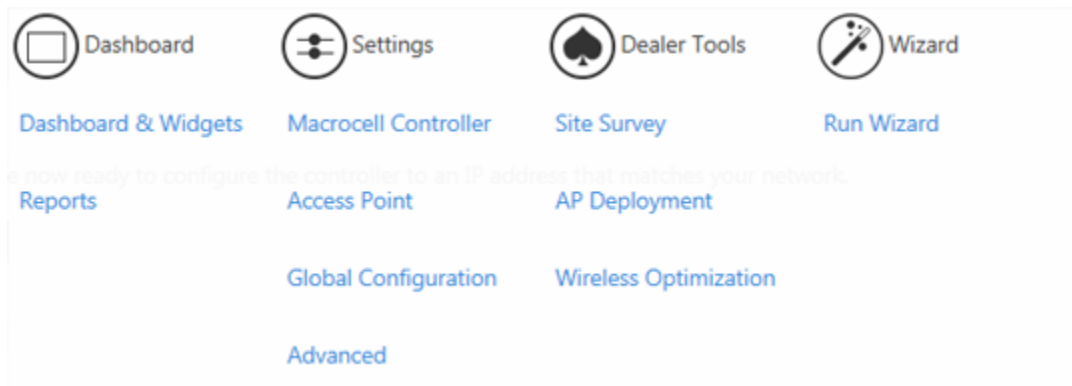 Dashboard Settings Dealer Tools Wizard
Dashboard & Widgets Macrocell Controller Site Survey Run Wizard
e now ready to configure the controller to an IP address that matches your network.
Reports Access Point AP Deployment
Global Configuration Wireless Optimization
Advanced